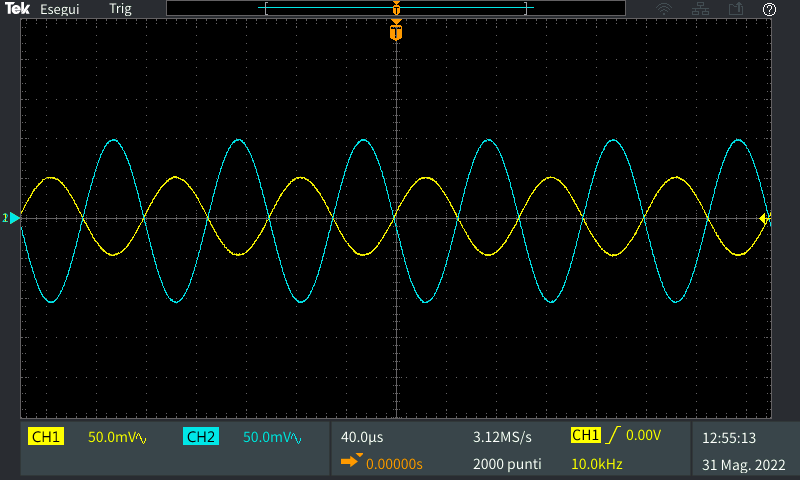 Tek Esegui Trig
T
T
CH1 50.0mV CH2 50.0mV 40.0µs 3.12MS/s CH1 0.00V 12:55:13
0.00000s 2000 punti 10.0kHz 31 Mag. 2022